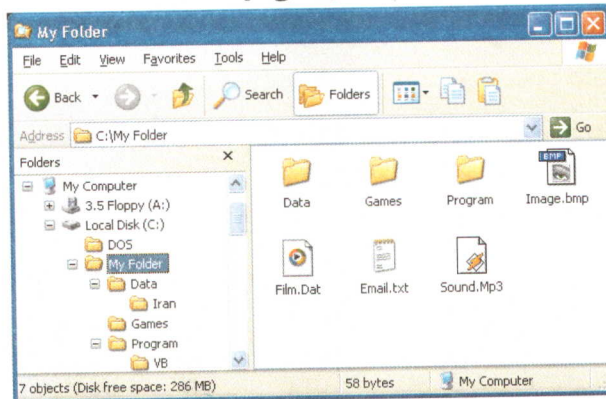 My Folder
File Edit View Favorites Tools Help
Back Search Folders
Address C:\My Folder Go
Folders
My Computer
3.5 Floppy (A:)
Local Disk (C:)
DOS
My Folder
Data
Iran
Games
Program
VB
Data Games Program BMP Image.bmp
Film.Dat Email.txt Sound.Mp3
7 objects (Disk free space: 286 MB) 58 bytes My Computer